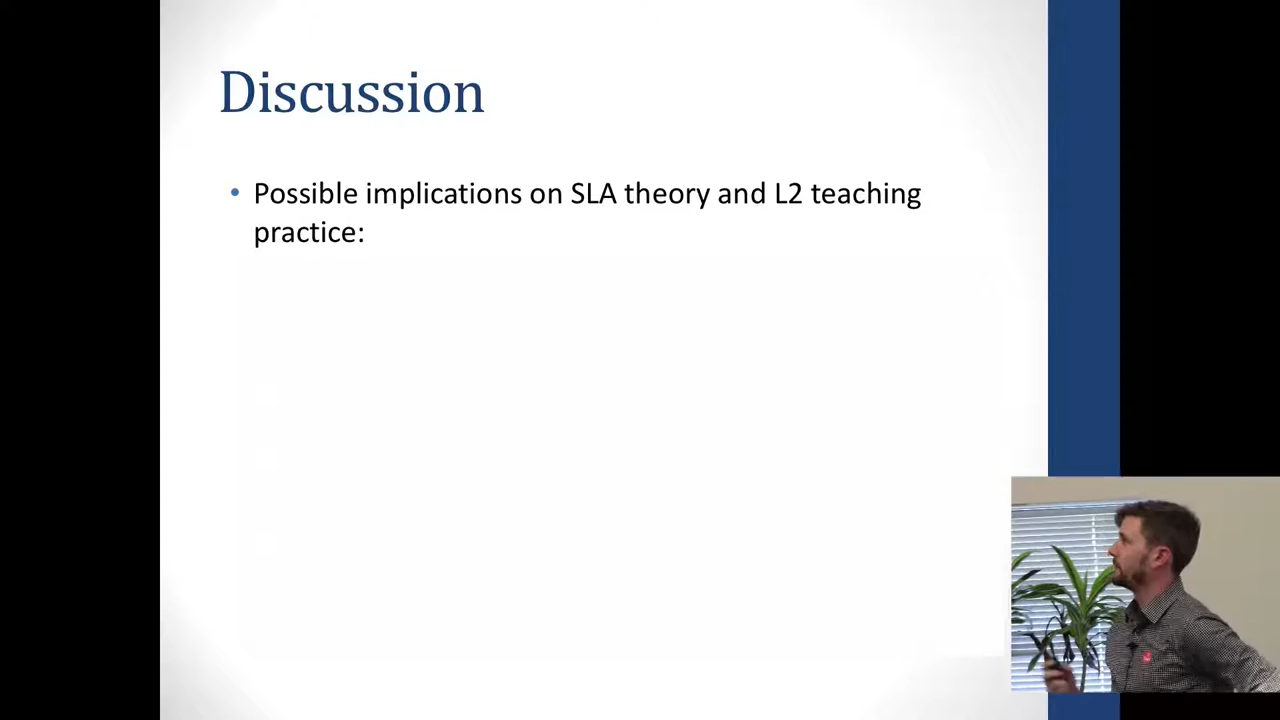 Discussion
• Possible implications on SLA theory and L2 teaching
practice: